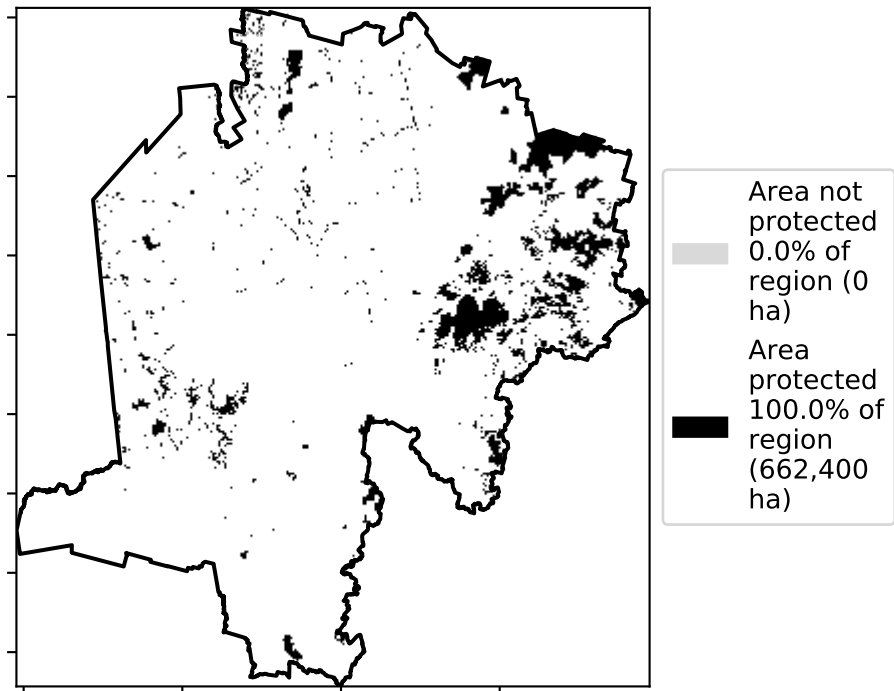 Area not
protected
0.0% of
region (0
ha)
Area
protected
100.0% of
region
(662,400
ha)